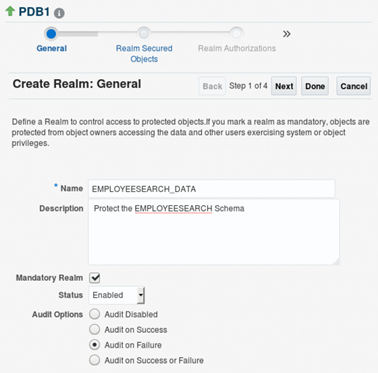 PDB1
General
Realm Secured
Objects
Realm Authorizations
Create Realm: General
Back Step 1 of 4 Next Done Cancel
Define a Realm to control access to protected objects.If you mark a realm as mandatory, objects are
protected from object owners accessing the data and other users exercising system or object
privileges.
* Name EMPLOYEESEARCH_DATA
Description Protect the EMPLOYEESEARCH Schema
Mandatory Realm
Status Enabled
Audit Options Audit Disabled
Audit on Success
Audit on Failure
Audit on Success or Failure